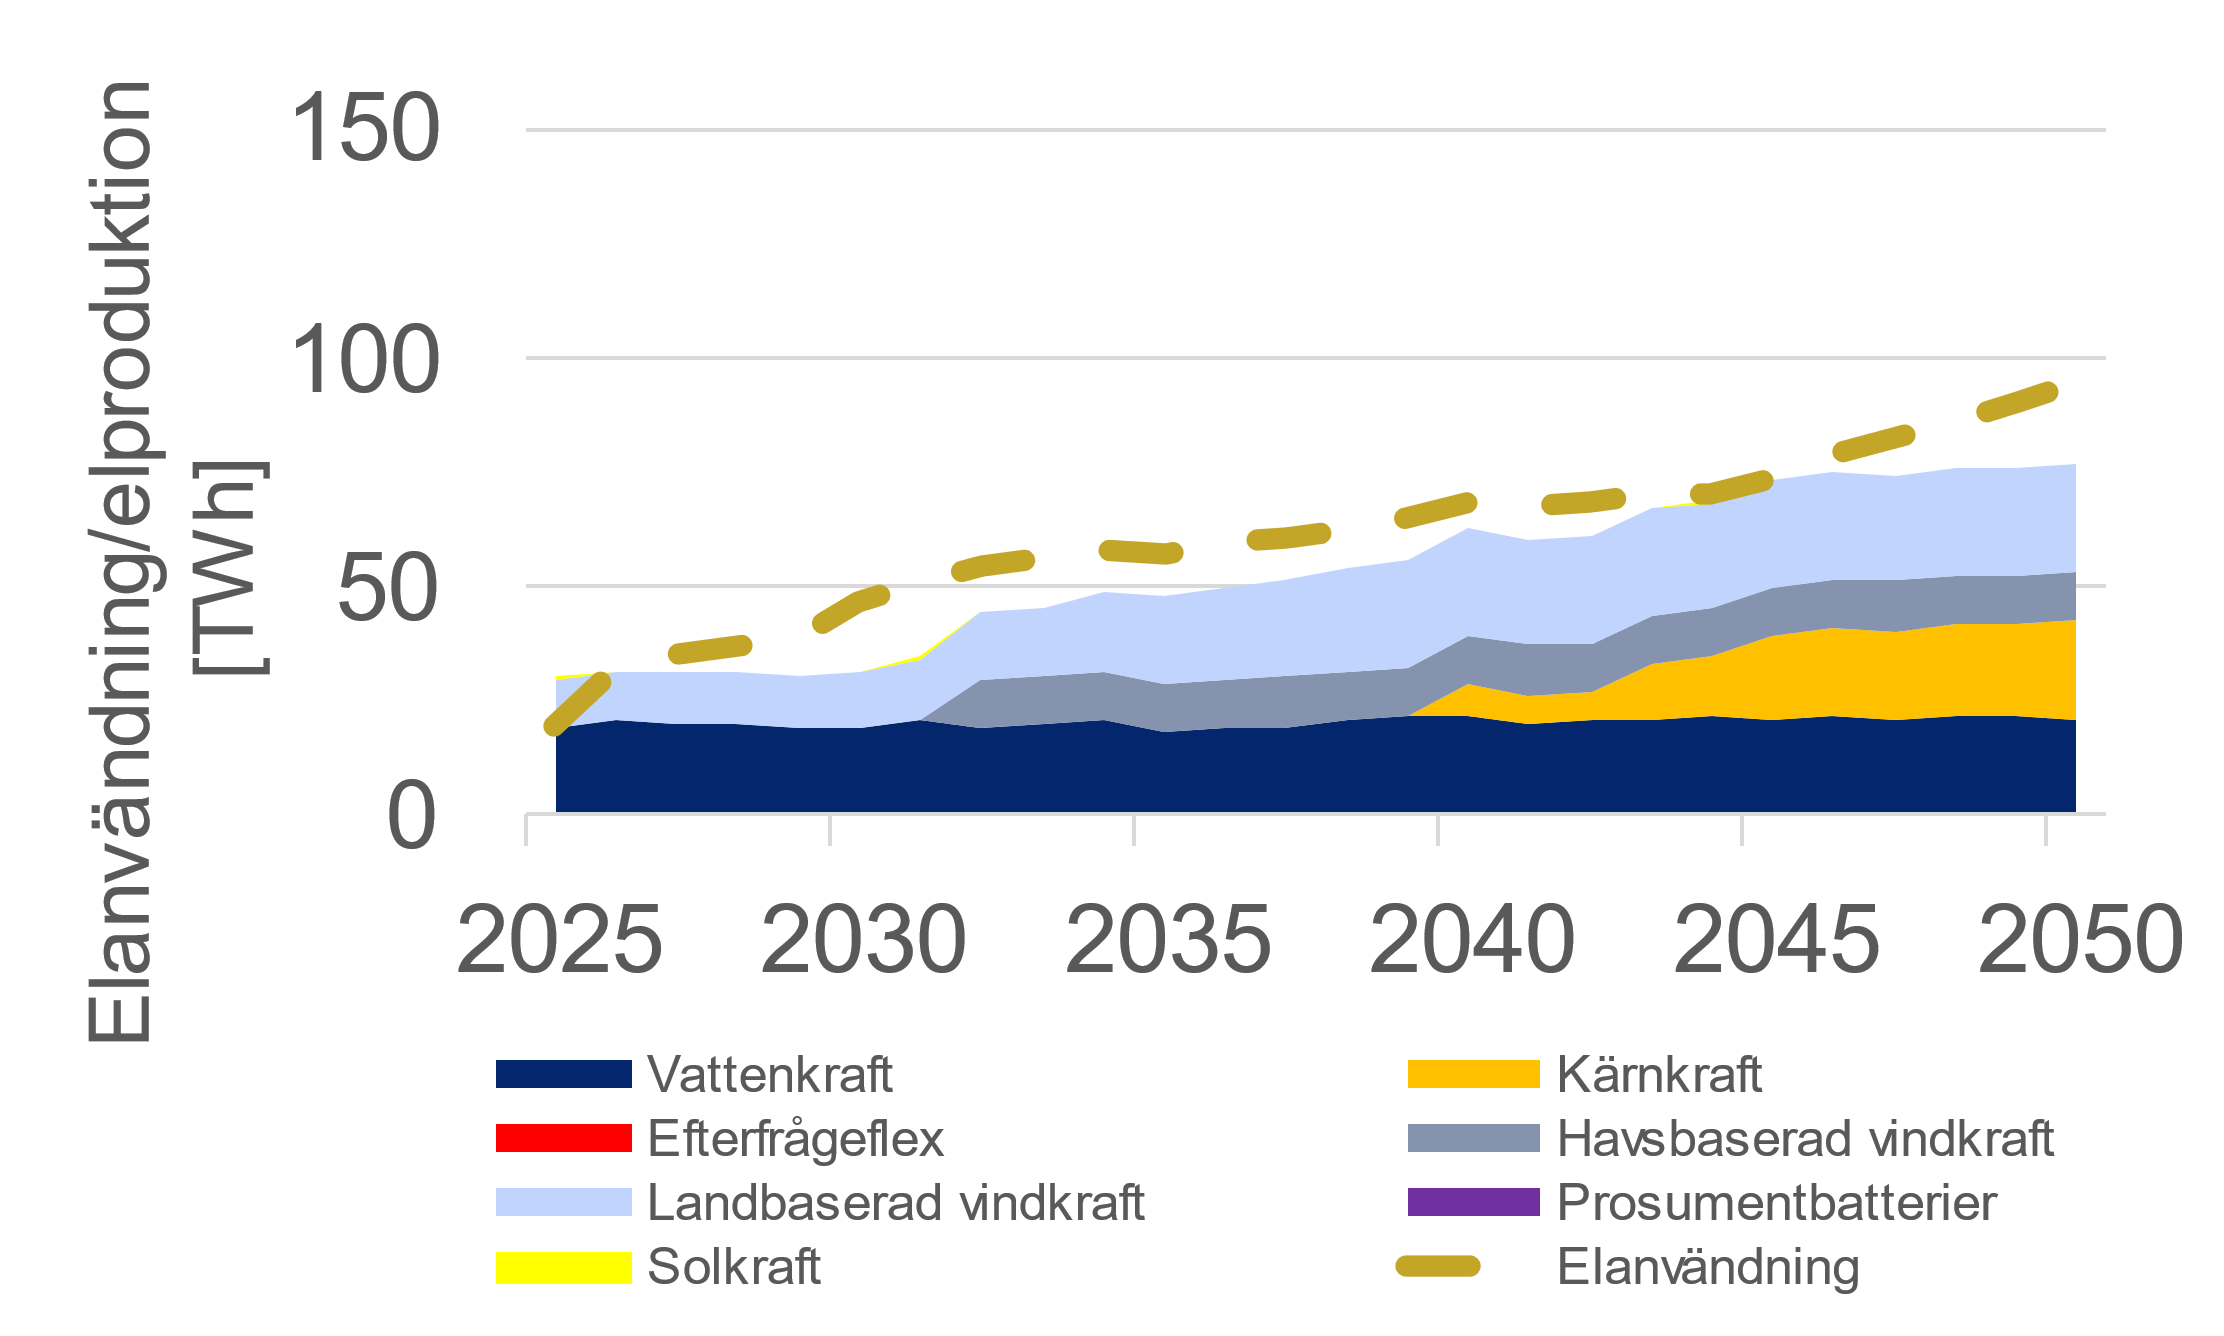 Elanvändning/elproduktion
[TWh]
150
100
50
0
2025 2030 2035 2040 2045 2050
Vattenkraft Kärnkraft
Efterfrågeflex Havsbaserad vindkraft
Landbaserad vindkraft Prosumentbatterier
Solkraft Elanvändning